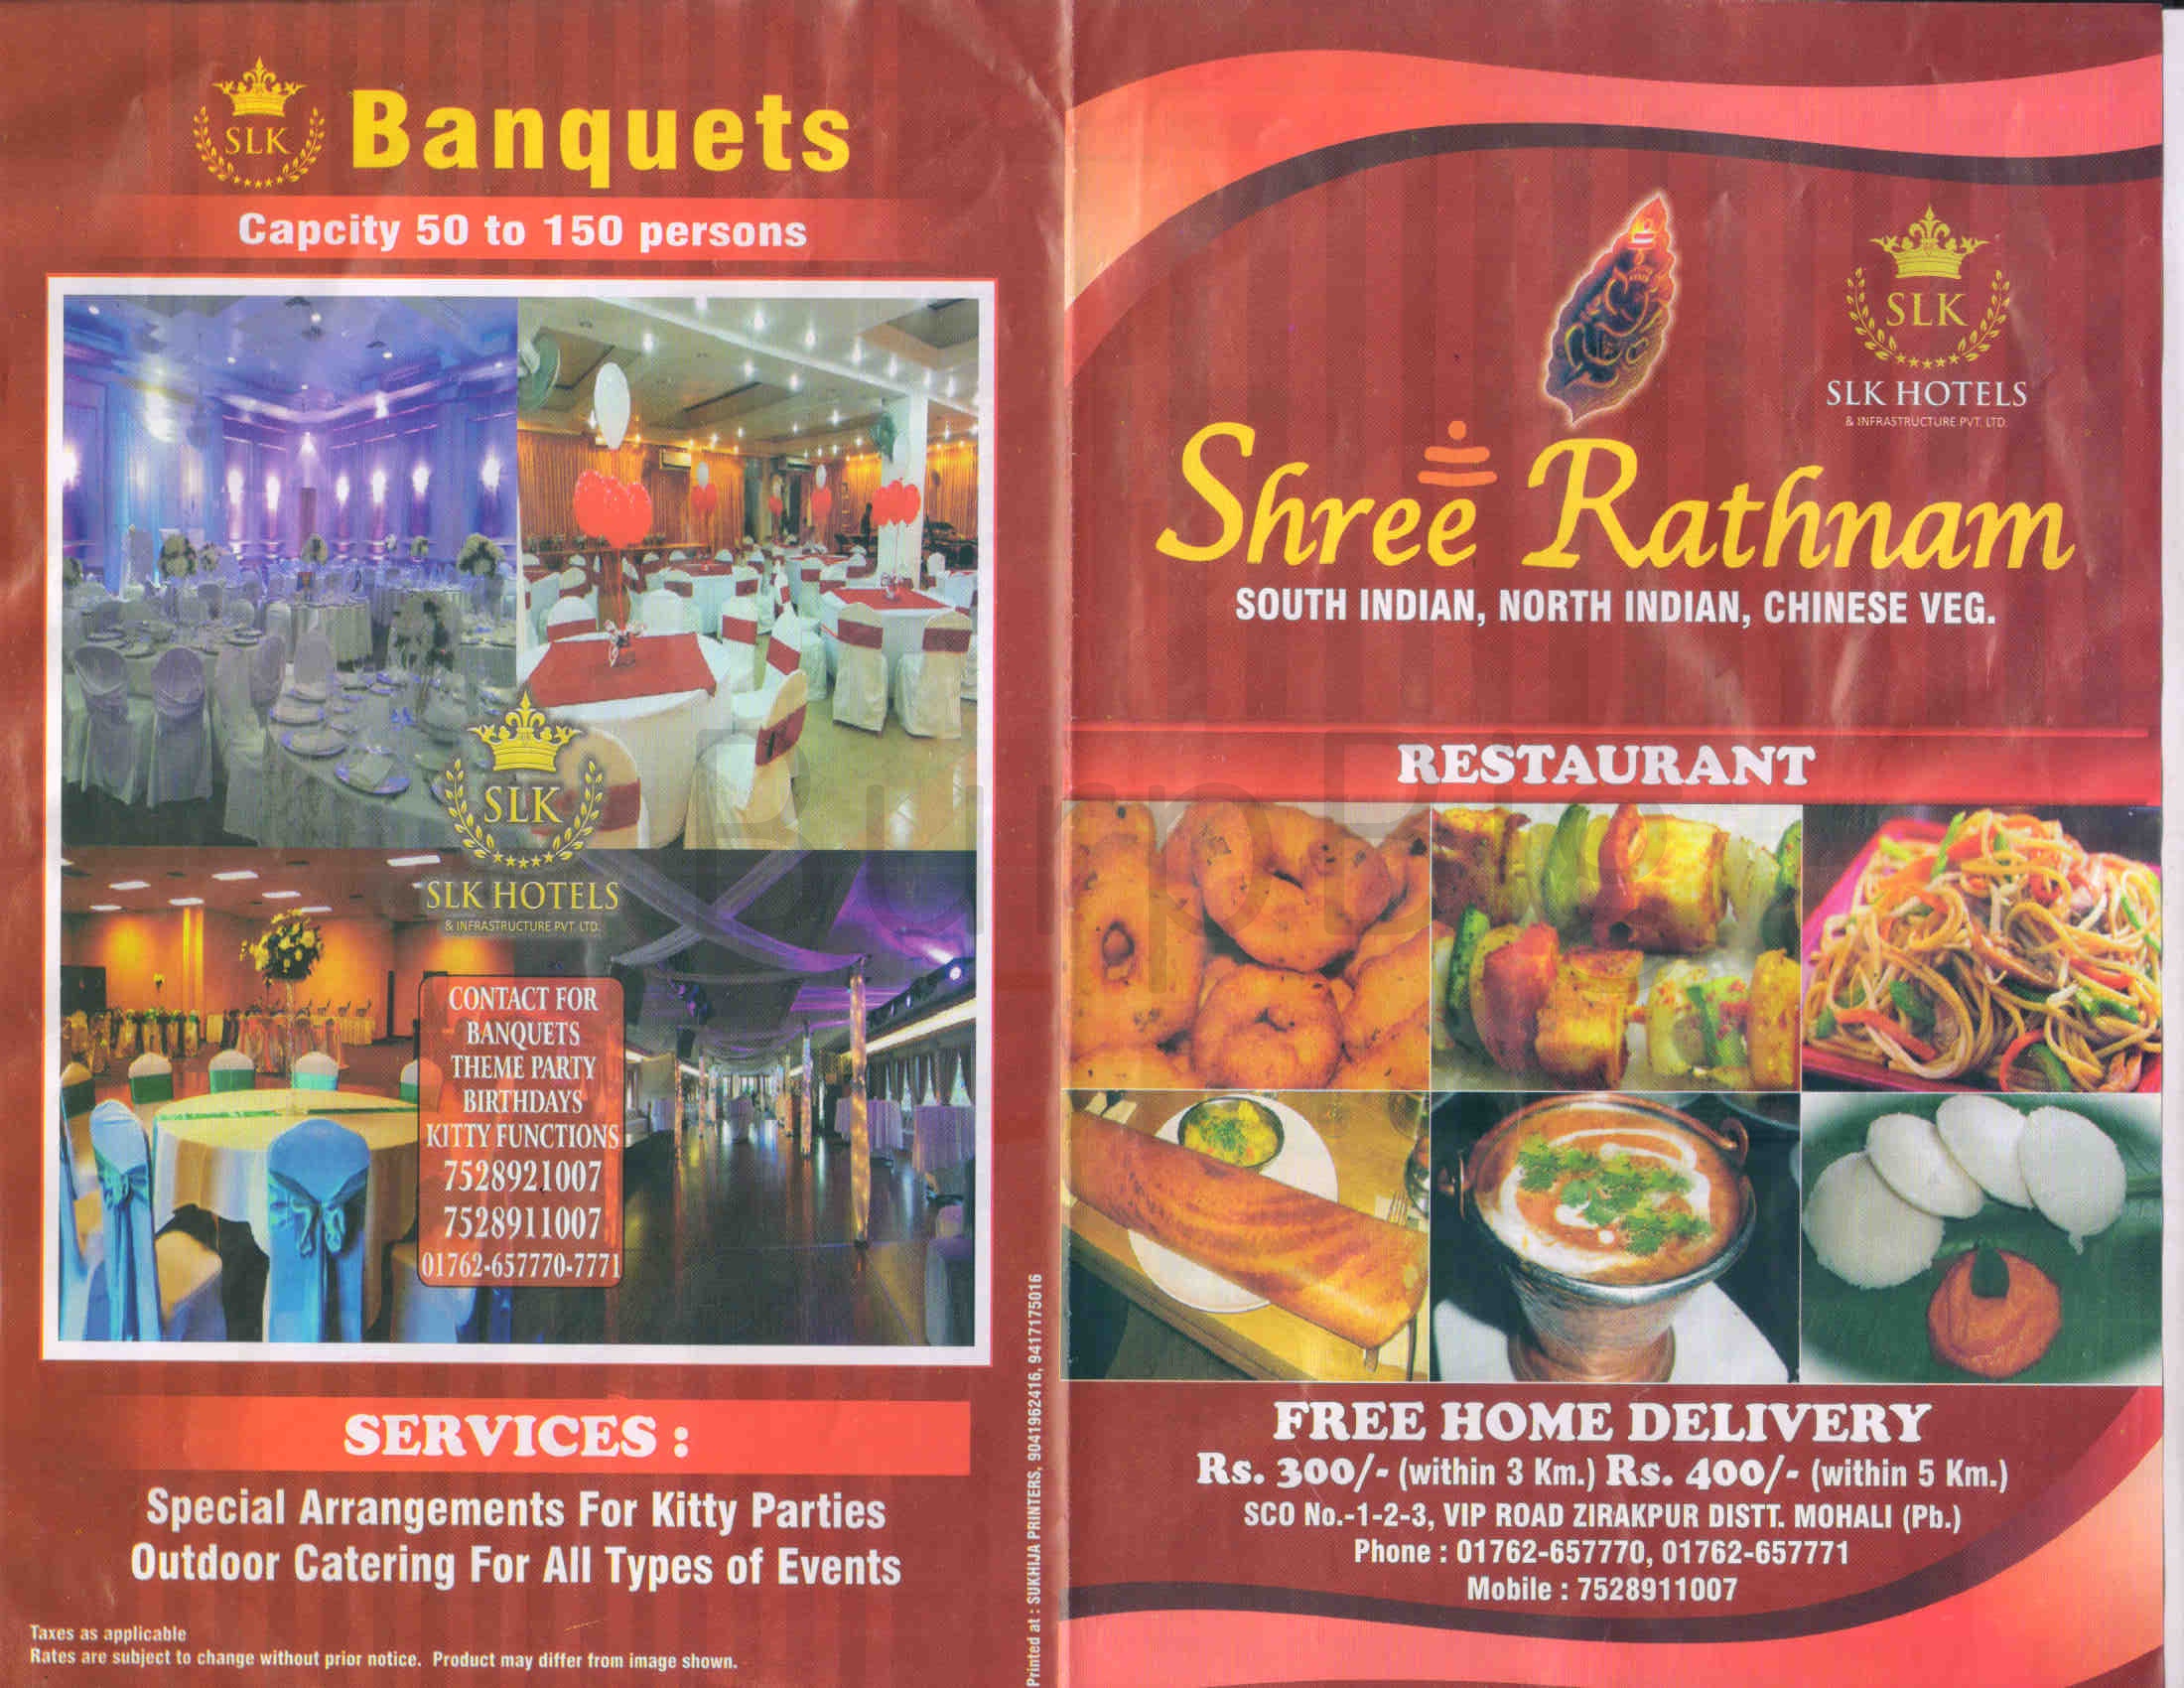 SLK
Banquets
Capcity 50 to 150 persons
SLK
SLK HOTELS
& INFRASTRUCTURE PVT. LTD.
CONTACT FOR
BANQUETS
THEME PARTY
BIRTHDAYS
KITTY FUNCTIONS
7528921007
7528911007
01762-657770-7771
SERVICES :
Special Arrangements For Kitty Parties
Outdoor Catering For All Types of Events
Taxes as applicable
Rates are subject to change without prior notice. Product may differ from image shown.
Printed at : SUKHIJA PRINTERS, 9041962416, 9417175016
SLK
SLK HOTELS
& INFRASTRUCTURE PVT. LTD.
Shree Rathnam
SOUTH INDIAN, NORTH INDIAN, CHINESE VEG.
RESTAURANT
FREE HOME DELIVERY
Rs. 300/- (within 3 Km.) Rs. 400/- (within 5 Km.)
SCO No.-1-2-3, VIP ROAD ZIRAKPUR DISTT. MOHALI (Pb.)
Phone : 01762-657770, 01762-657771
Mobile : 7528911007